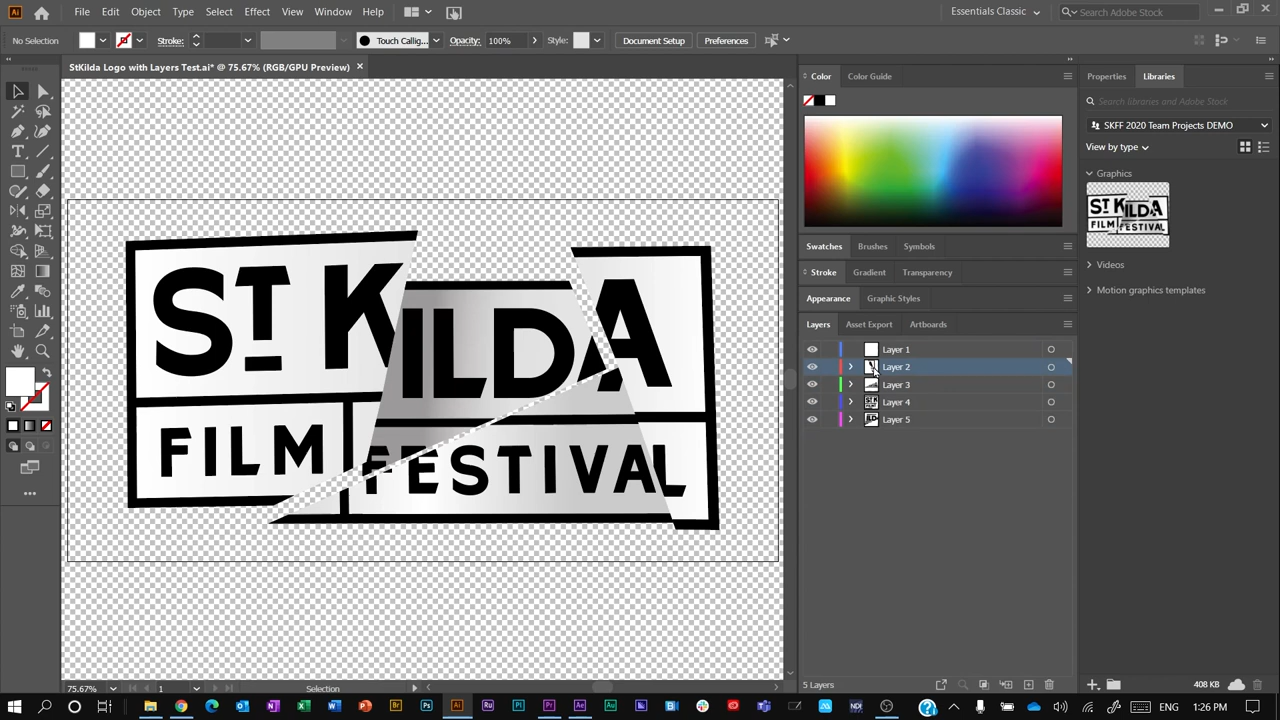 File Edit Object Type Select Effect View Window Help
Essentials Classic
Search Adobe Stock
No Selection Stroke: Touch Callig... Opacity: 100% Style: Document Setup Preferences
StKilda Logo with Layers Test.ai* @ 75.67% (RGB/GPU Preview)
Color Color Guide
Properties Libraries
Search libraries and Adobe Stock
SKFF 2020 Team Projects DEMO
View by type
Graphics
ST KILDA
FILM FESTIVAL
Videos
Motion graphics templates
Swatches Brushes Symbols
Stroke Gradient Transparency
Appearance Graphic Styles
Layers Asset Export Artboards
Layer 1
Layer 2
Layer 3
Layer 4
Layer 5
ST KILDA
FILM FESTIVAL
75.67% 1 Selection
5 Layers
408 KB
ENG 1:26 PM